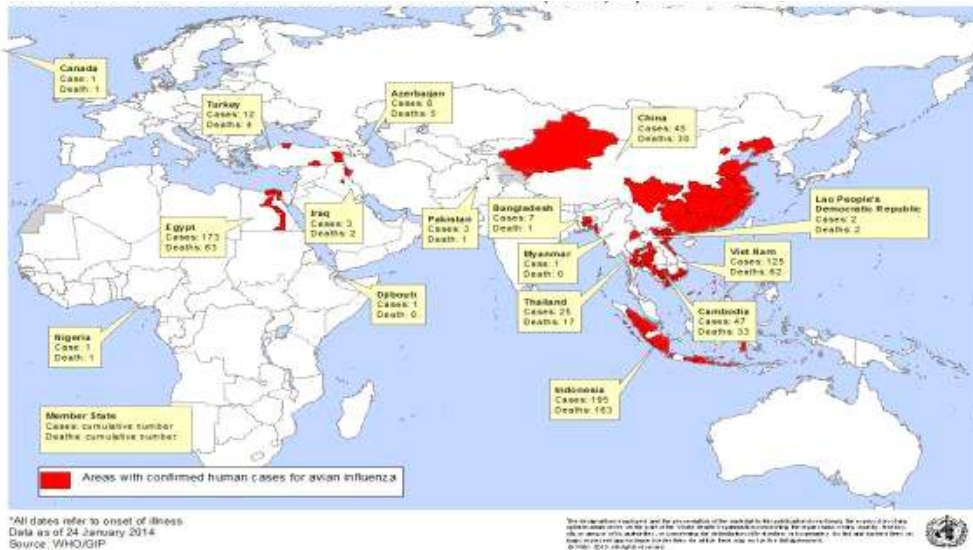 Canada
Case: 1
Death: 1
Turkey
Cases: 12
Deaths: 4
Azerbaijan
Cases: 8
Deaths: 5
China
Cases: 45
Deaths: 30
Egypt
Cases: 173
Deaths: 63
Iraq
Cases: 3
Deaths: 2
Pakistan
Cases: 3
Death: 1
Bangladesh
Cases: 7
Death: 1
Lao People's
Democratic Republic
Cases: 2
Deaths: 2
Myanmar
Case: 1
Death: 0
Viet Nam
Cases: 125
Deaths: 62
Djibouti
Cases: 1
Death: 0
Thailand
Cases: 25
Deaths: 17
Cambodia
Cases: 47
Deaths: 33
Nigeria
Case: 1
Death: 1
Indonesia
Cases: 195
Deaths: 163
Member State
Cases: cumulative number
Deaths: cumulative number
Areas with confirmed human cases for avian influenza
*All dates refer to onset of illness
Data as of 24 January 2014
Source: WHO/GIP